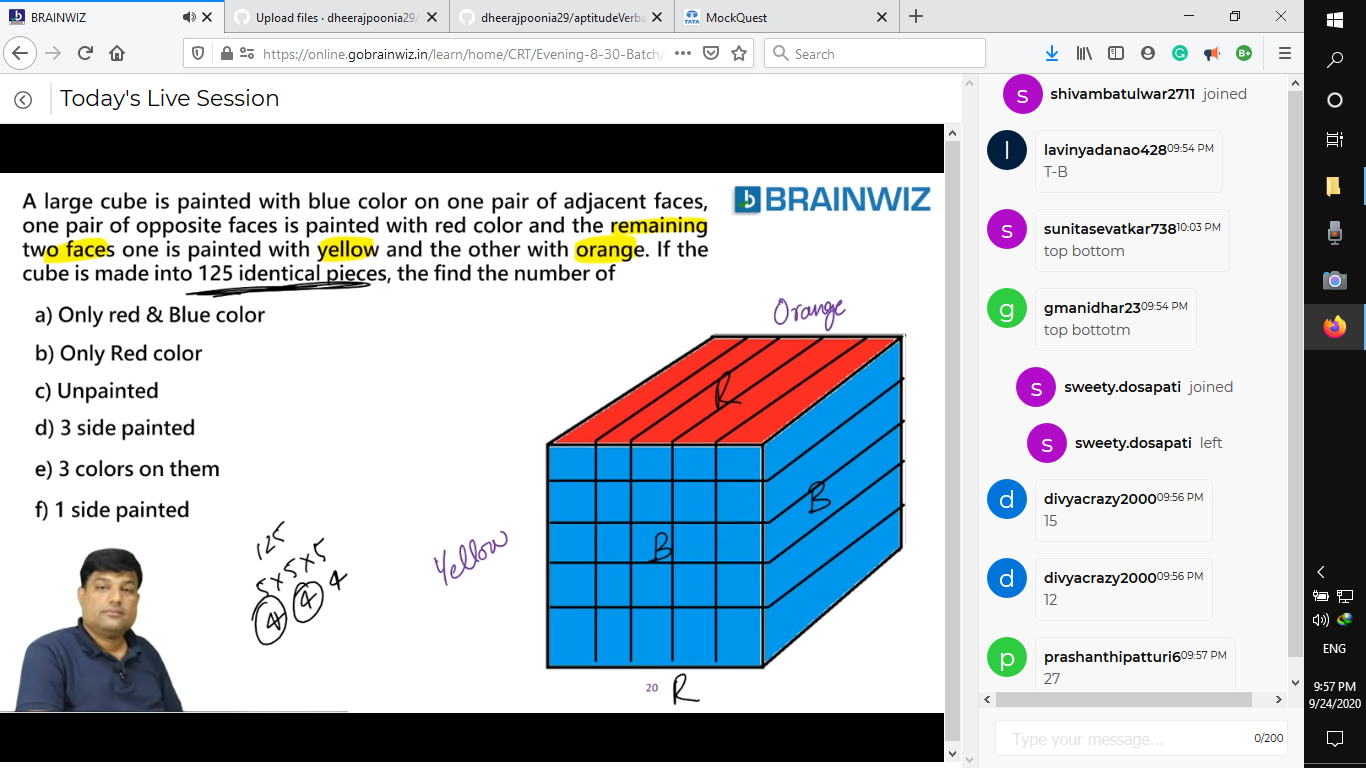 BRAINWIZ
Upload files · dheerajpoonia29/
dheerajpoonia29/aptitudeVerba
TATA
MockQuest
https://online.gobrainwiz.in/learn/home/CRT/Evening-8-30-Batch/
Search
B+
Today's Live Session
A large cube is painted with blue color on one pair of adjacent faces,
one pair of opposite faces is painted with red color and the remaining
two faces one is painted with yellow and the other with orange. If the
cube is made into 125 identical pieces, the find the number of
b BRAINWIZ
a) Only red & Blue color
b) Only Red color
c) Unpainted
d) 3 side painted
e) 3 colors on them
f) 1 side painted
125
5×5×5
4 4 4
Orange
R
B
B
Yellow
20
R
s
shivambatulwar2711 joined
l
lavinyadanao428 09:54 PM
T-B
s
sunitasevatkar738 10:03 PM
top bottom
g
gmanidhar23 09:54 PM
top bottotm
s
sweety.dosapati joined
s
sweety.dosapati left
d
divyacrazy2000 09:56 PM
15
d
divyacrazy2000 09:56 PM
12
p
prashanthipatturi6 09:57 PM
27
Type your message...
0/200
ENG
9:57 PM
9/24/2020